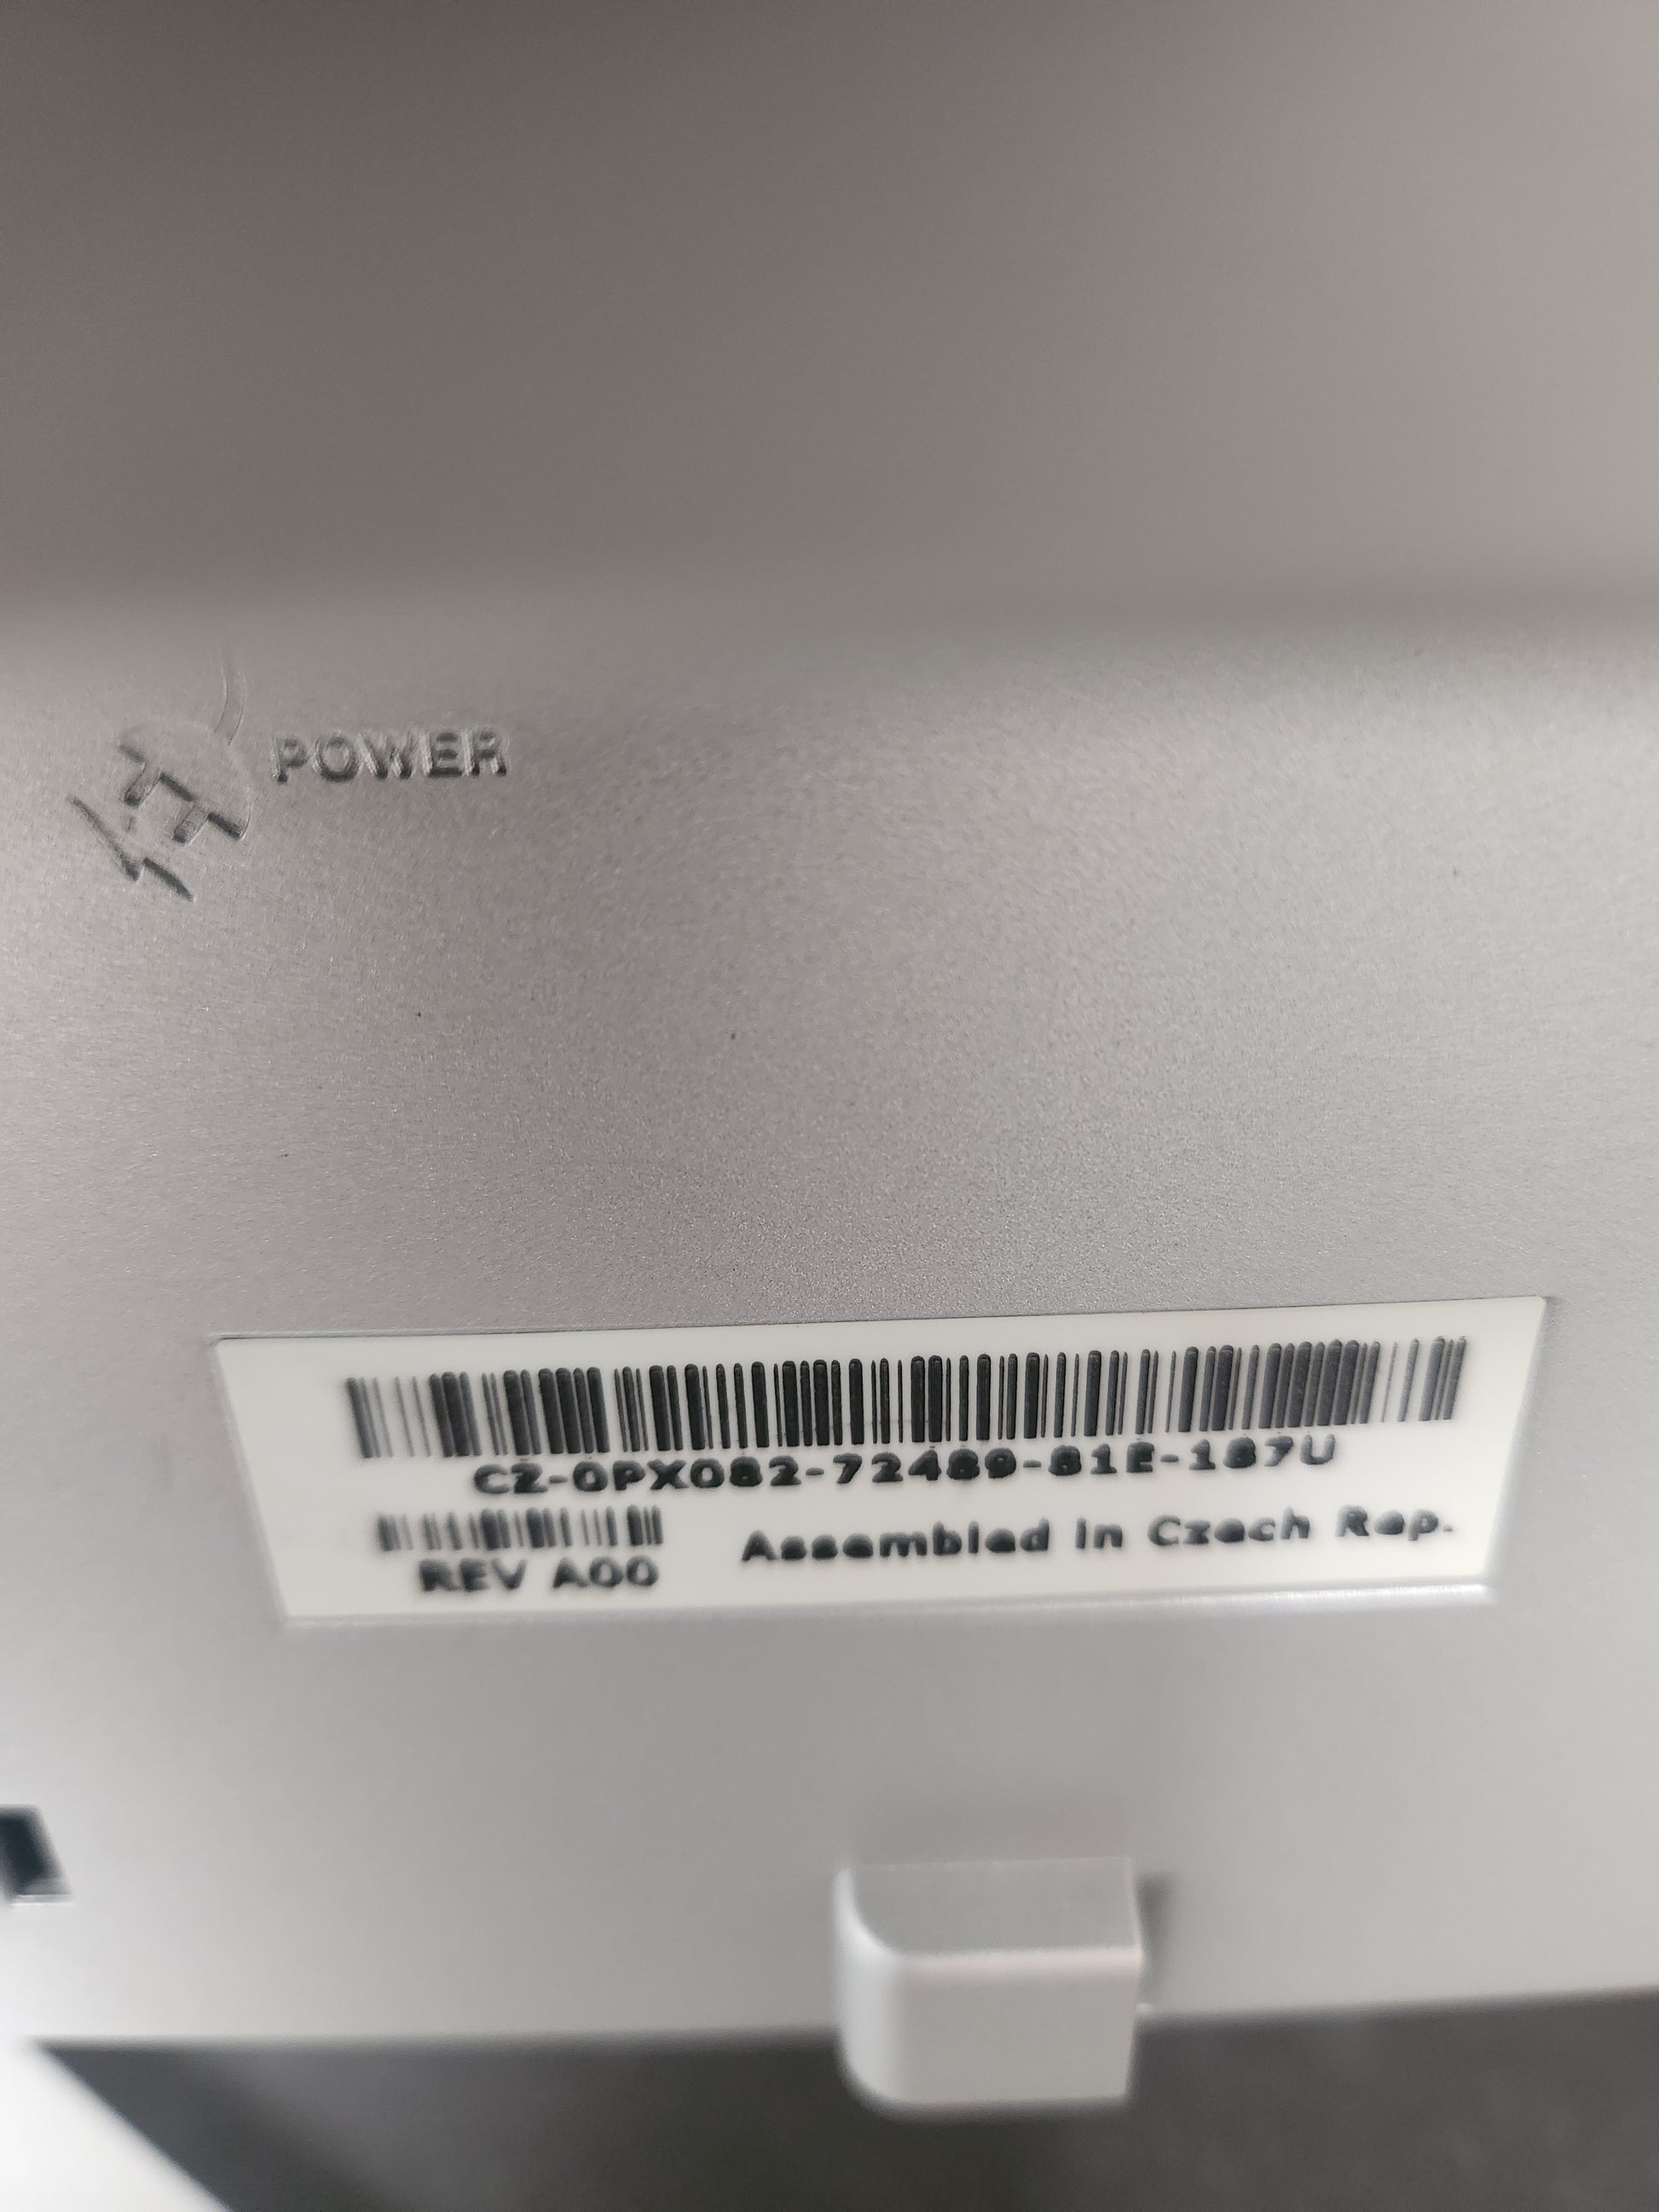 POWER
CZ-0PX082-72489-81E-187U
REV A00
Assembled in Czech Rep.